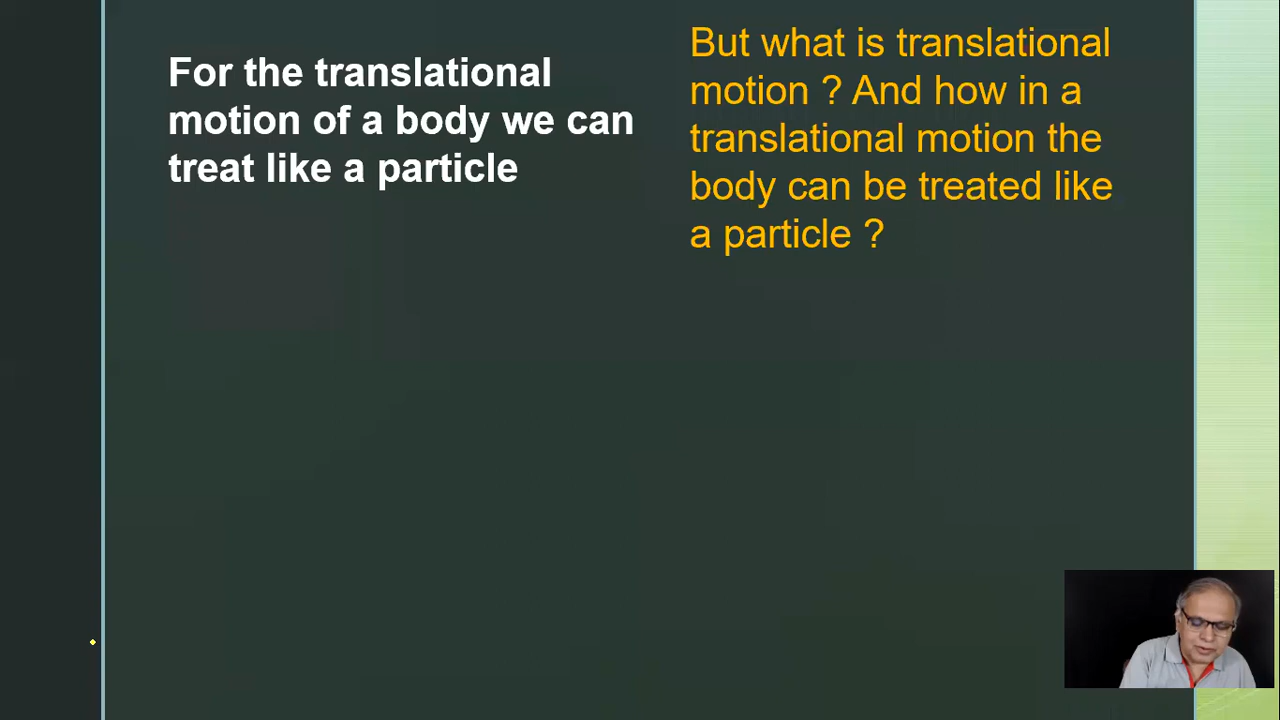 For the translational
motion of a body we can
treat like a particle
But what is translational
motion ? And how in a
translational motion the
body can be treated like
a particle ?